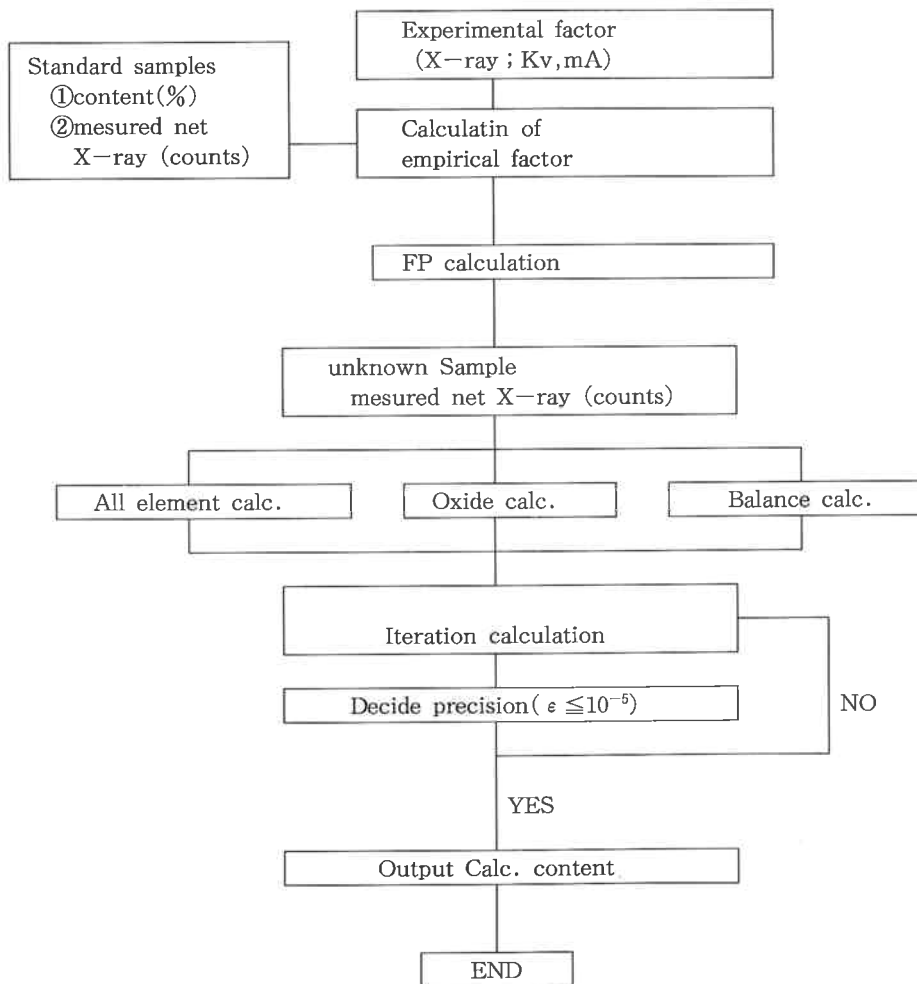 Experimental factor
(X-ray ; Kv,mA)
Standard samples
①content(%)
②mesured net
X-ray (counts)
Calculatin of
empirical factor
FP calculation
unknown Sample
mesured net X-ray (counts)
All element calc.
Oxide calc.
Balance calc.
Iteration calculation
Decide precision( ε ≦10⁻⁵)
NO
YES
Output Calc. content
END